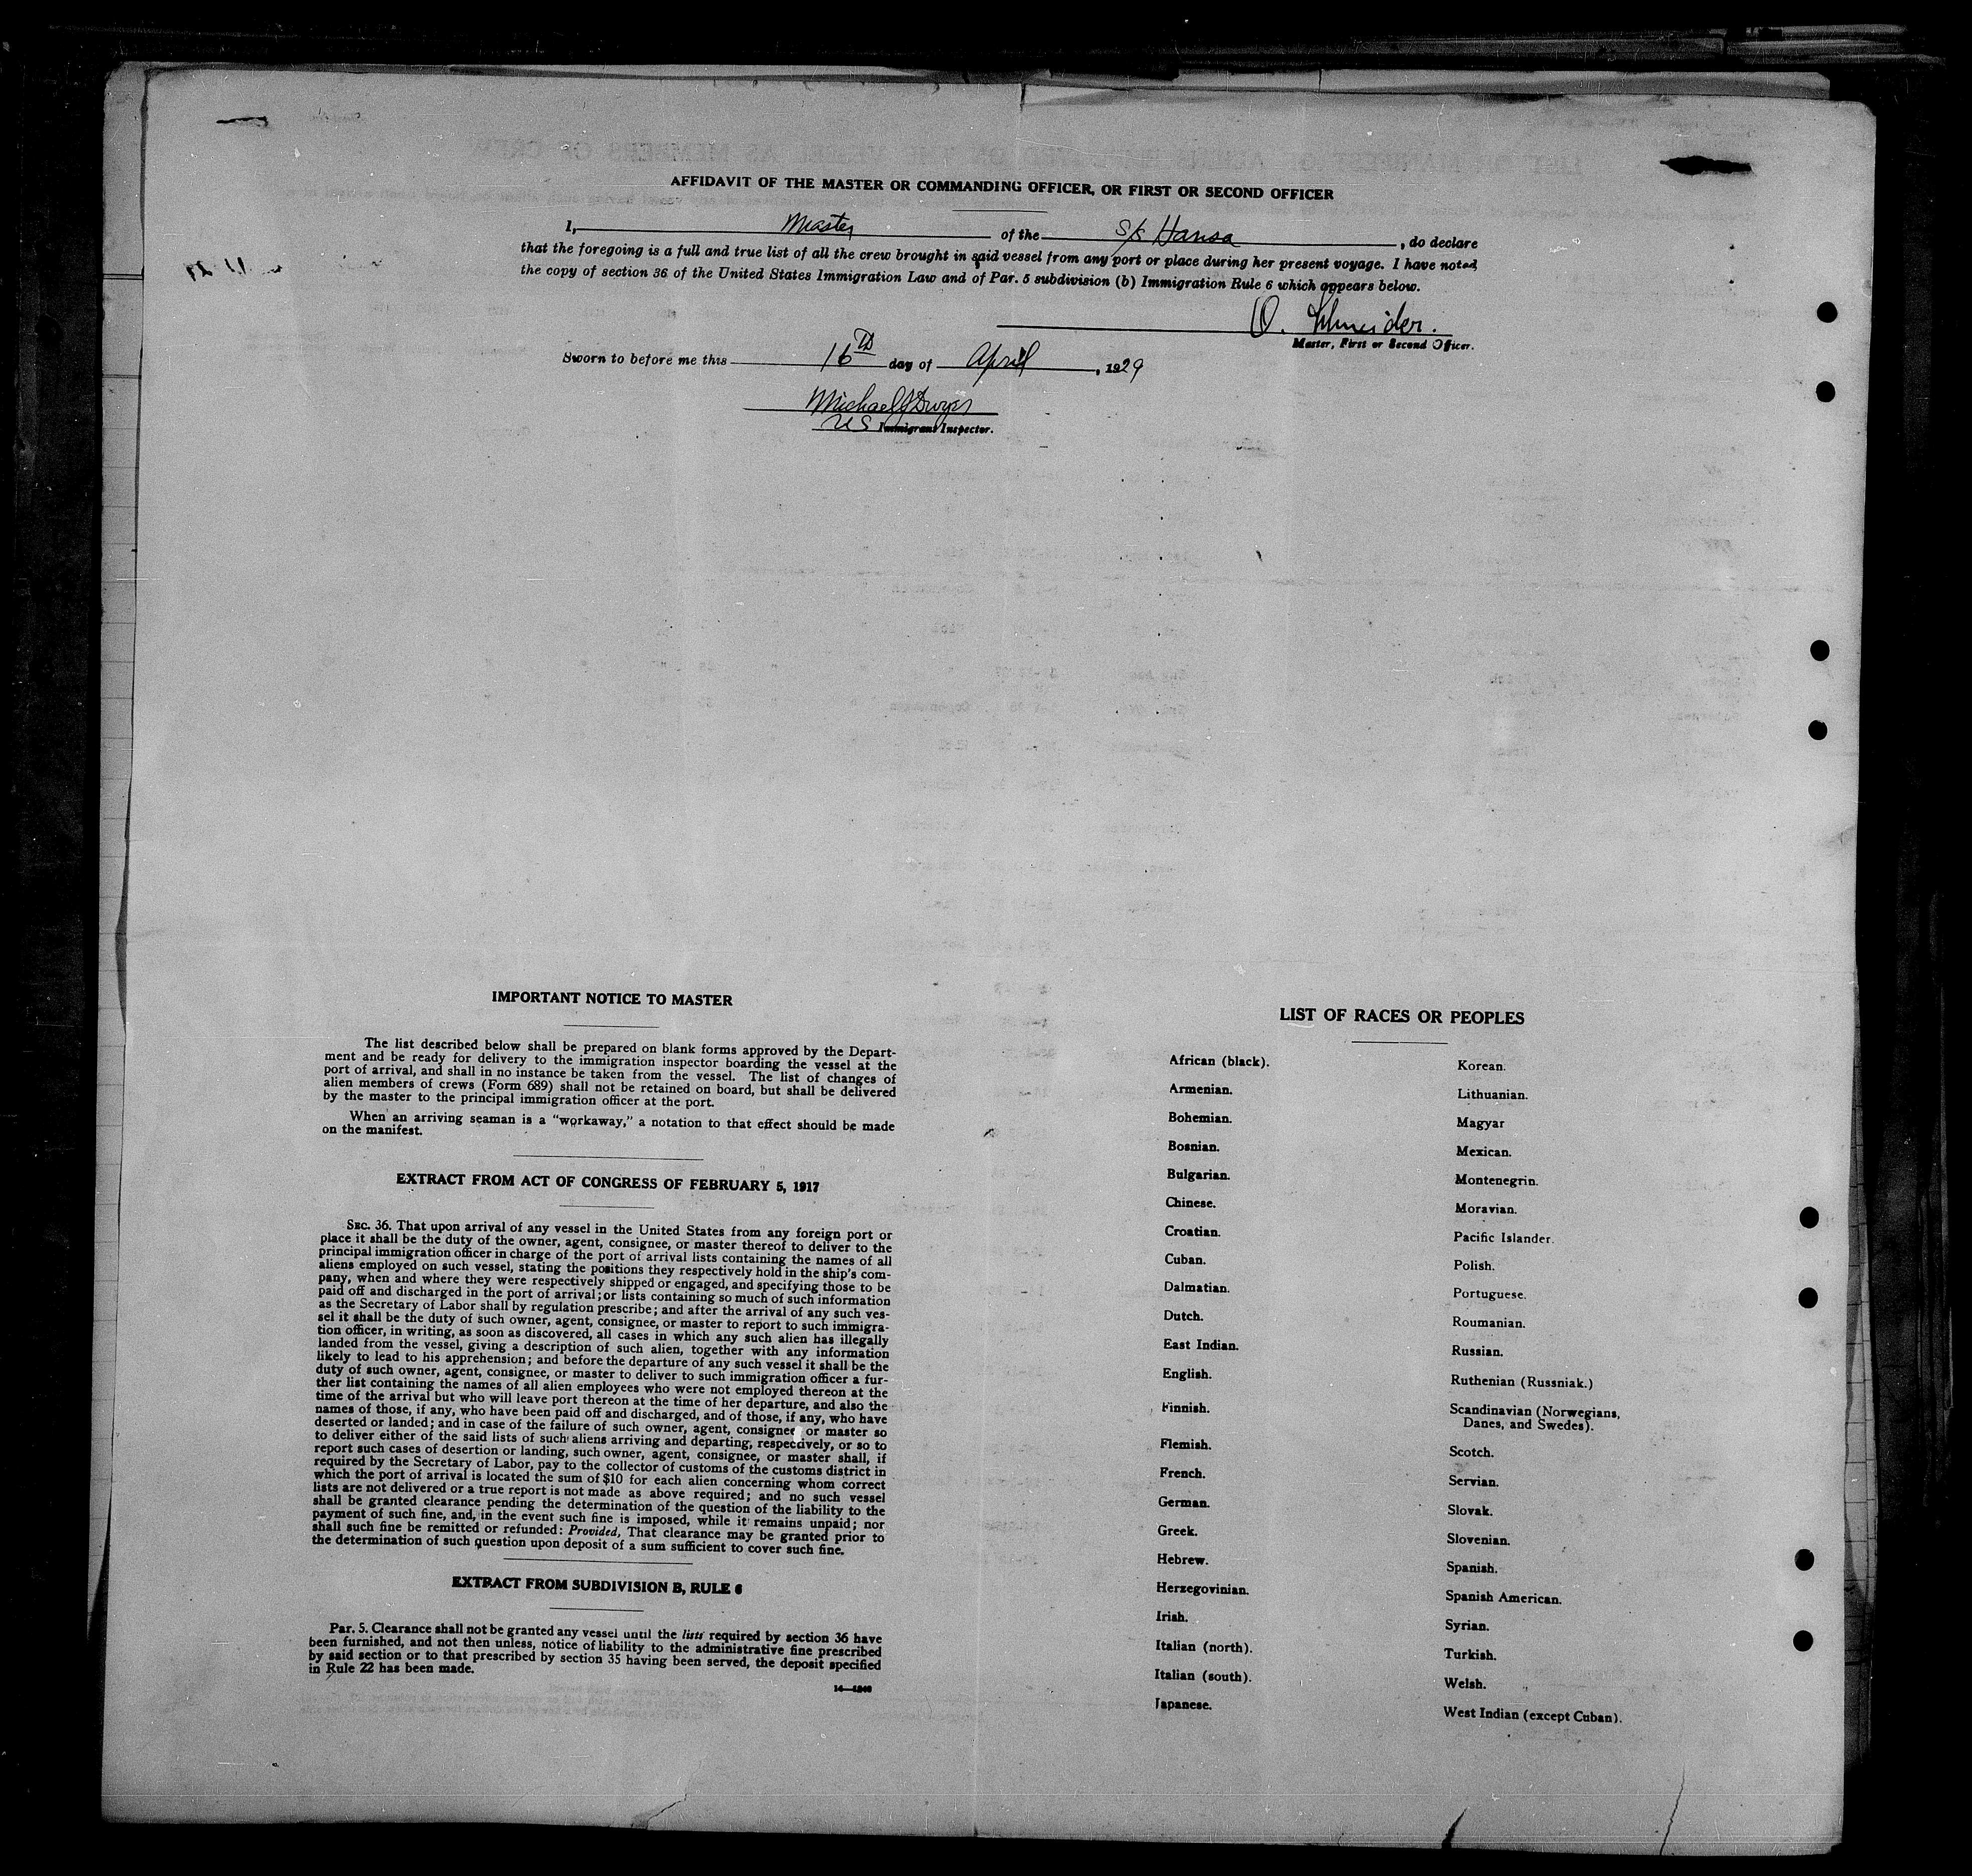 AFFIDAVIT OF THE MASTER OR COMMANDING OFFICER, OR FIRST OR SECOND OFFICER
I, Master of the S/S Hansa, do declare
that the foregoing is a full and true list of all the crew brought in said vessel from any port or place during her present voyage. I have noted
the copy of section 36 of the United States Immigration Law and of Par. 5 subdivision (b) Immigration Rule 6 which appears below.
O. Schneider.
Master, First or Second Officer.
Sworn to before me this 16th day of April, 1929
Michael J Dwyer
US Immigrant Inspector.
IMPORTANT NOTICE TO MASTER
The list described below shall be prepared on blank forms approved by the Depart-
ment and be ready for delivery to the immigration inspector boarding the vessel at the
port of arrival, and shall in no instance be taken from the vessel. The list of changes of
alien members of crews (Form 689) shall not be retained on board, but shall be delivered
by the master to the principal immigration officer at the port.
When an arriving seaman is a "workaway," a notation to that effect should be made
on the manifest.
EXTRACT FROM ACT OF CONGRESS OF FEBRUARY 5, 1917
SEC. 36. That upon arrival of any vessel in the United States from any foreign port or
place it shall be the duty of the owner, agent, consignee, or master thereof to deliver to the
principal immigration officer in charge of the port of arrival lists containing the names of all
aliens employed on such vessel, stating the positions they respectively hold in the ship's com-
pany, when and where they were respectively shipped or engaged, and specifying those to be
paid off and discharged in the port of arrival; or lists containing so much of such information
as the Secretary of Labor shall by regulation prescribe; and after the arrival of any such ves-
sel it shall be the duty of such owner, agent, consignee, or master to report to such immigra-
tion officer, in writing, as soon as discovered, all cases in which any such alien has illegally
landed from the vessel, giving a description of such alien, together with any information
likely to lead to his apprehension; and before the departure of any such vessel it shall be the
duty of such owner, agent, consignee, or master to deliver to such immigration officer a fur-
ther list containing the names of all alien employees who were not employed thereon at the
time of the arrival but who will leave port thereon at the time of her departure, and also the
names of those, if any, who have been paid off and discharged, and of those, if any, who have
deserted or landed; and in case of the failure of such owner, agent, consignee, or master so
to deliver either of the said lists of such aliens arriving and departing, respectively, or so to
report such cases of desertion or landing, such owner, agent, consignee, or master shall, if
required by the Secretary of Labor, pay to the collector of customs of the customs district in
which the port of arrival is located the sum of $10 for each alien concerning whom correct
lists are not delivered or a true report is not made as above required; and no such vessel
shall be granted clearance pending the determination of the question of the liability to the
payment of such fine, and, in the event such fine is imposed, while it remains unpaid; nor
shall such fine be remitted or refunded: Provided, That clearance may be granted prior to
the determination of such question upon deposit of a sum sufficient to cover such fine.
EXTRACT FROM SUBDIVISION B, RULE 6
Par. 5. Clearance shall not be granted any vessel until the lists required by section 36 have
been furnished, and not then unless, notice of liability to the administrative fine prescribed
by said section or to that prescribed by section 35 having been served, the deposit specified
in Rule 22 has been made.
LIST OF RACES OR PEOPLES
African (black).
Armenian.
Bohemian.
Bosnian.
Bulgarian.
Chinese.
Croatian.
Cuban.
Dalmatian.
Dutch.
East Indian.
English.
Finnish.
Flemish.
French.
German.
Greek.
Hebrew.
Herzegovinian.
Irish.
Italian (north).
Italian (south).
Japanese.
Korean.
Lithuanian.
Magyar
Mexican.
Montenegrin.
Moravian.
Pacific Islander.
Polish.
Portuguese.
Roumanian.
Russian.
Ruthenian (Russniak.)
Scandinavian (Norwegians,
Danes, and Swedes).
Scotch.
Servian.
Slovak.
Slovenian.
Spanish.
Spanish American.
Syrian.
Turkish.
Welsh.
West Indian (except Cuban).